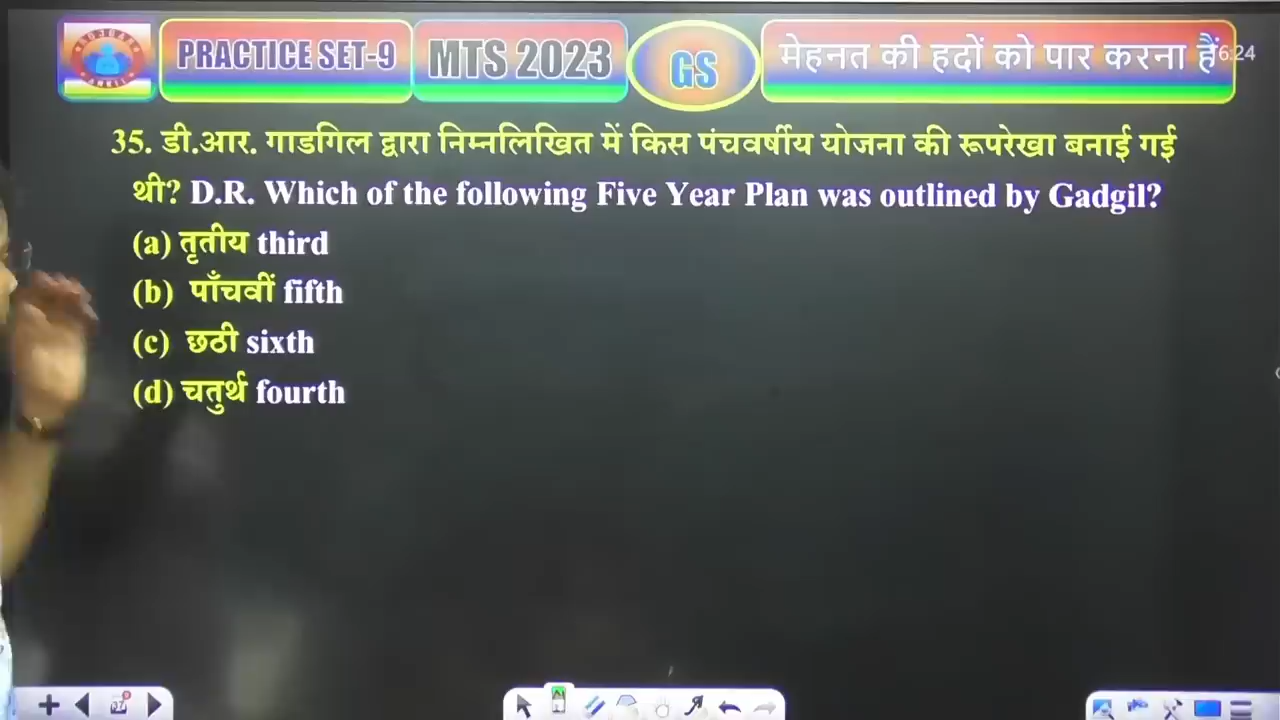 PRACTICE SET-9
MTS 2023
GS
मेहनत की हदों को पार करना हैं
6:24
35. डी.आर. गाडगिल द्वारा निम्नलिखित में किस पंचवर्षीय योजना की रूपरेखा बनाई गई
थी? D.R. Which of the following Five Year Plan was outlined by Gadgil?
(a) तृतीय third
(b) पाँचवीं fifth
(c) छठी sixth
(d) चतुर्थ fourth